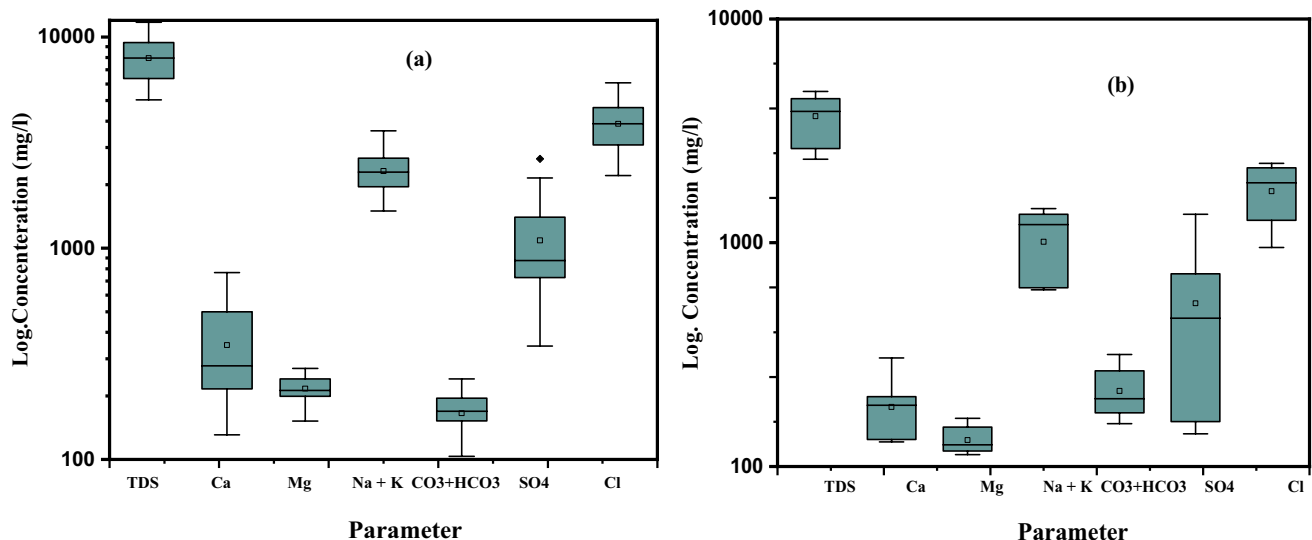 (a)
Log.Concenteration (mg/l)
10000
1000
100
TDS Ca Mg Na + K CO3+HCO3 SO4 Cl
Parameter
(b)
Log. Concentration (mg/l)
10000
1000
100
TDS Ca Mg Na + K CO3+HCO3 SO4 Cl
Parameter